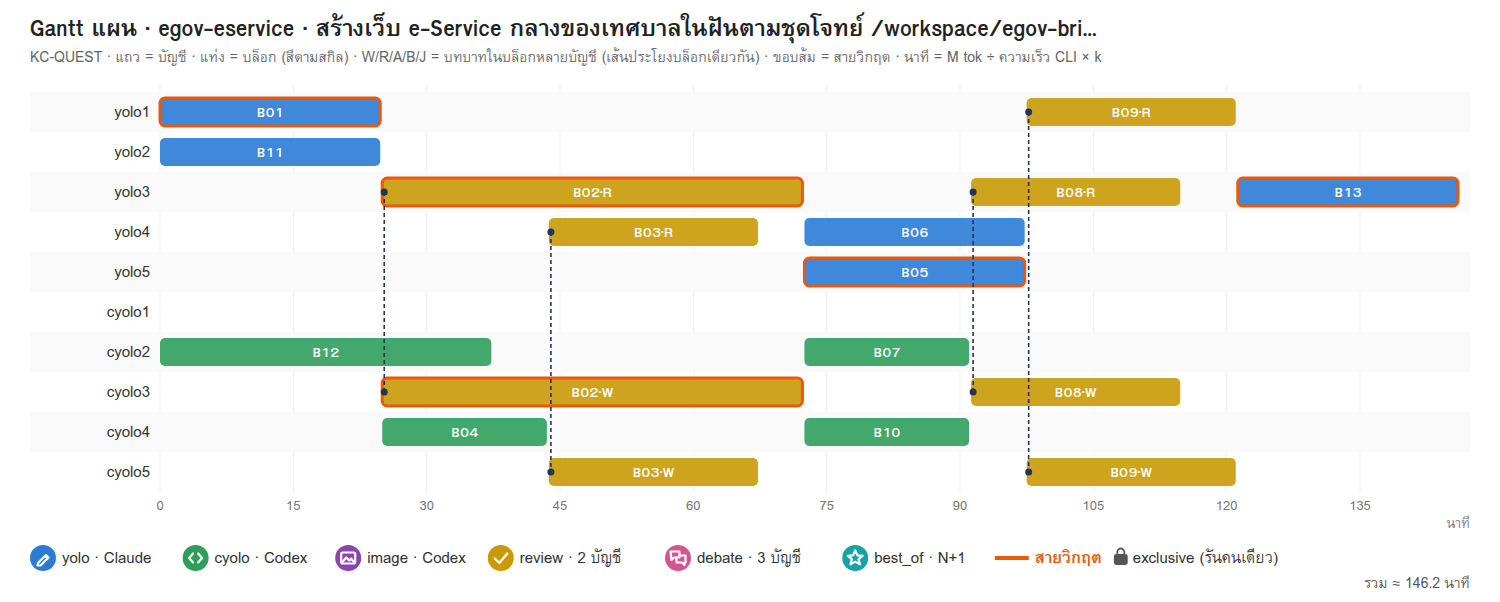 Gantt แผน · egov-eservice · สร้างเว็บ e-Service กลางของเทศบาลในฝันตามชุดโจทย์ /workspace/egov-bri…
KC-QUEST · แถว = บัญชี · แท่ง = บล็อก (สีตามสกิล) · W/R/A/B/J = บทบาทในบล็อกหลายบัญชี (เส้นประโยงบล็อกเดียวกัน) · ขอบส้ม = สายวิกฤต · นาที = M tok ÷ ความเร็ว CLI × k
yolo1 B01 B09·R
yolo2 B11
yolo3 B02·R B08·R B13
yolo4 B03·R B06
yolo5 B05
cyolo1
cyolo2 B12 B07
cyolo3 B02·W B08·W
cyolo4 B04 B10
cyolo5 B03·W B09·W
0 15 30 45 60 75 90 105 120 135
นาที
yolo · Claude cyolo · Codex image · Codex review · 2 บัญชี debate · 3 บัญชี best_of · N+1 สายวิกฤต exclusive (รันคนเดียว)
รวม ≈ 146.2 นาที